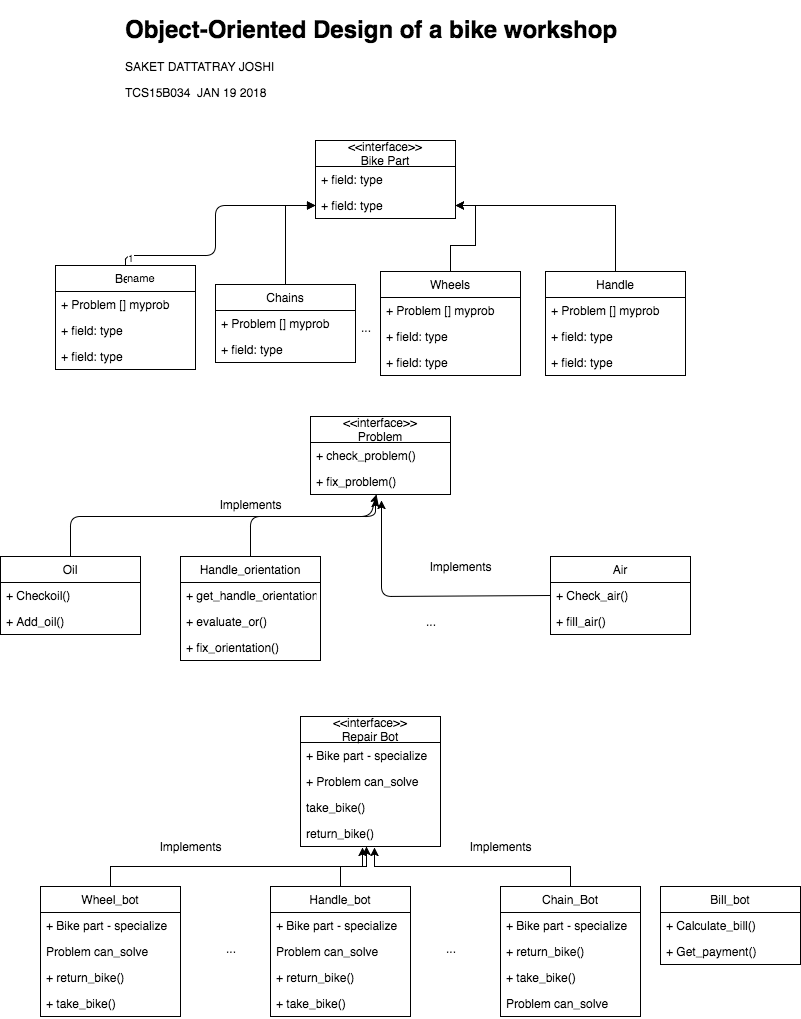 Object-Oriented Design of a bike workshop
SAKET DATTATRAY JOSHI
TCS15B034 JAN 19 2018
<<interface>>
Bike Part
+ field: type
+ field: type
1
name
+ Problem [] myprob
+ field: type
+ field: type
Chains
+ Problem [] myprob
+ field: type
...
Wheels
+ Problem [] myprob
+ field: type
+ field: type
Handle
+ Problem [] myprob
+ field: type
+ field: type
<<interface>>
Problem
+ check_problem()
+ fix_problem()
Implements
Implements
Oil
+ Checkoil()
+ Add_oil()
Handle_orientation
+ get_handle_orientation
+ evaluate_or()
+ fix_orientation()
...
Air
+ Check_air()
+ fill_air()
<<interface>>
Repair Bot
+ Bike part - specialize
+ Problem can_solve
take_bike()
return_bike()
Implements
Implements
Wheel_bot
+ Bike part - specialize
Problem can_solve
+ return_bike()
+ take_bike()
...
Handle_bot
+ Bike part - specialize
Problem can_solve
+ return_bike()
+ take_bike()
...
Chain_Bot
+ Bike part - specialize
+ return_bike()
+ take_bike()
Problem can_solve
Bill_bot
+ Calculate_bill()
+ Get_payment()